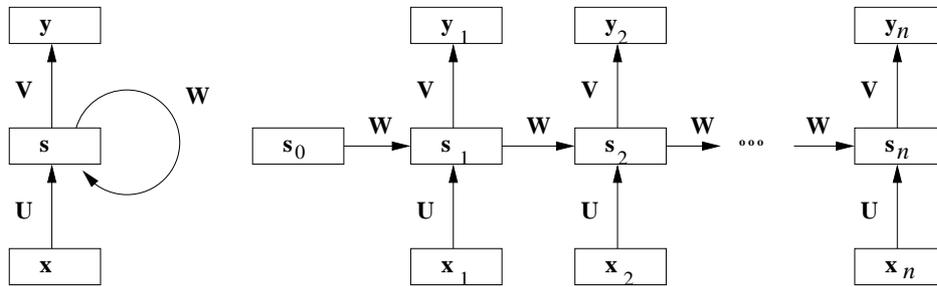 y y₁ y₂ yₙ
V V V V
W
W W W W
s s₀ s₁ s₂ ∘∘∘ sₙ
U U U U
x x₁ x₂ xₙ